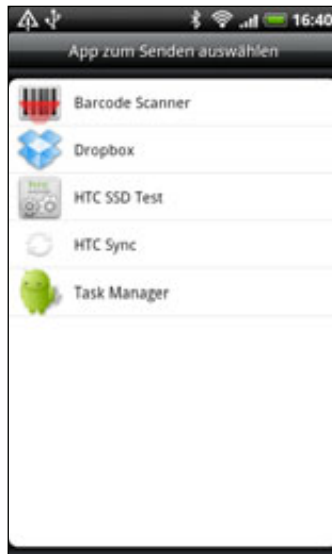 16:40
App zum Senden auswählen
Barcode Scanner
Dropbox
HTC SSD Test
HTC Sync
Task Manager